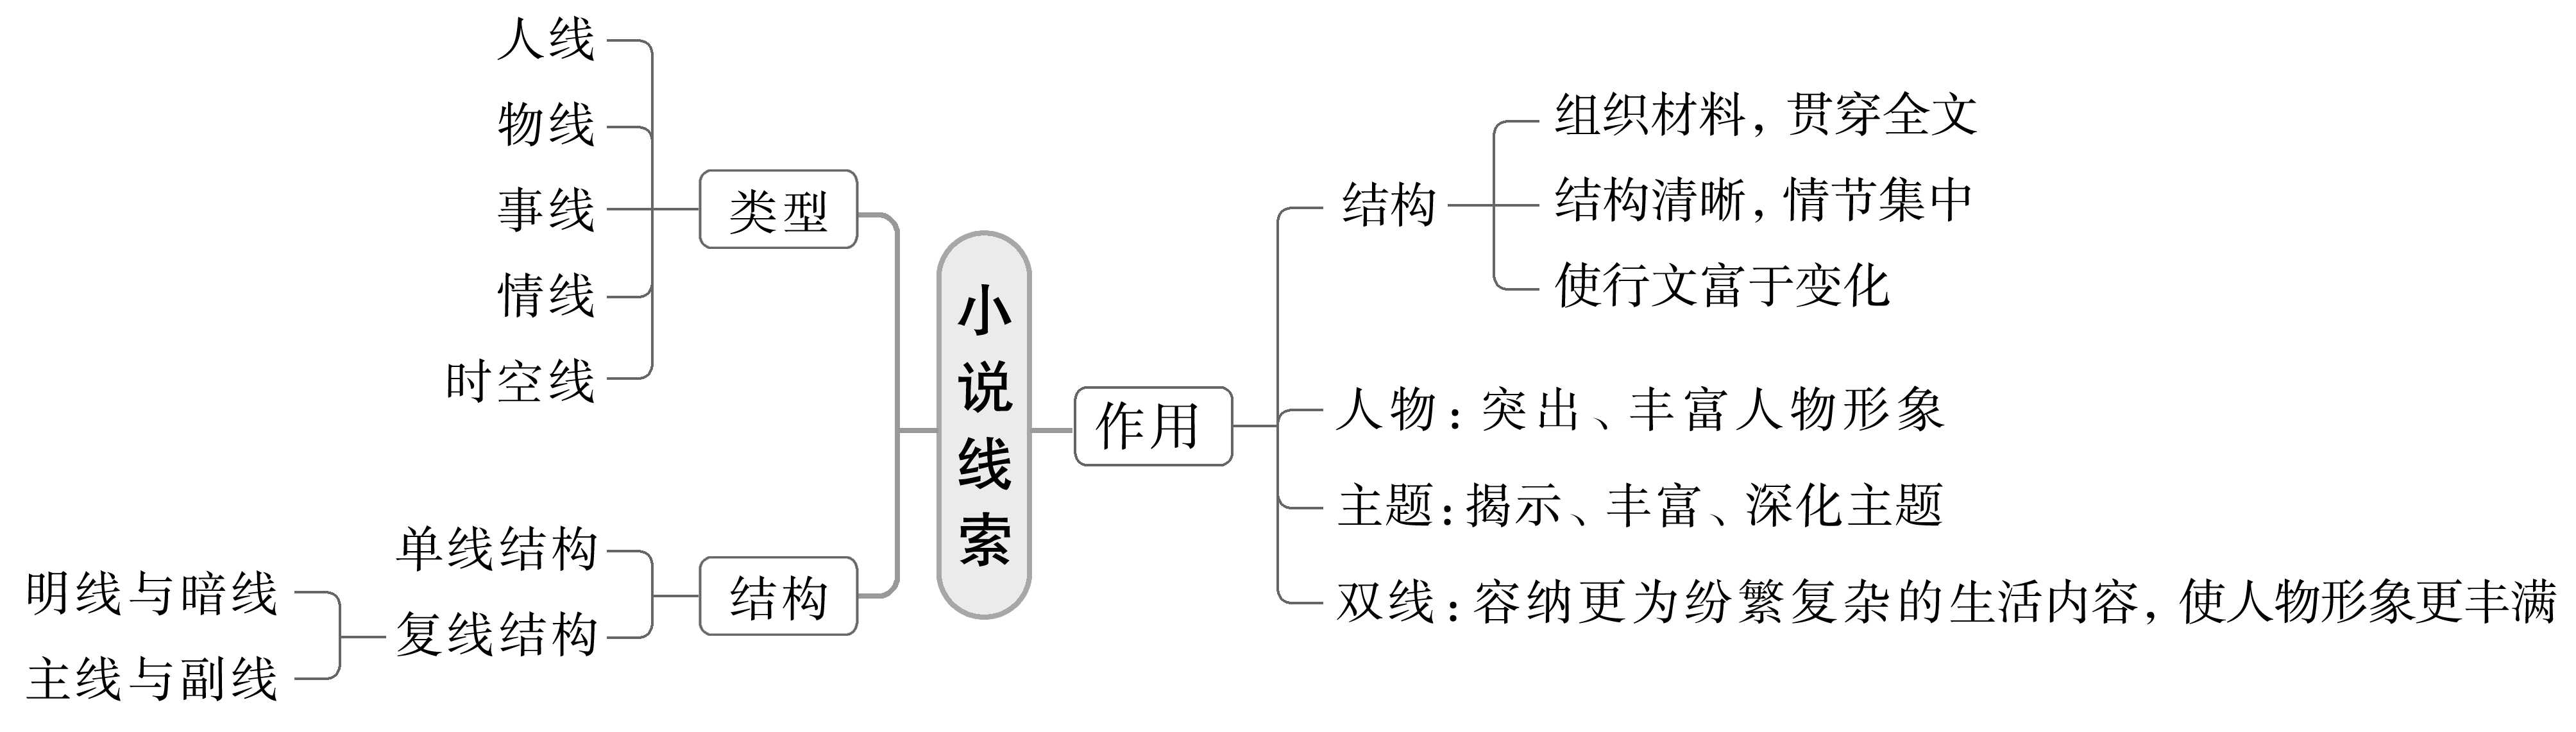 小说线索
类型
人线
物线
事线
情线
时空线
结构
单线结构
复线结构
明线与暗线
主线与副线
作用
结构
组织材料，贯穿全文
结构清晰，情节集中
使行文富于变化
人物：突出、丰富人物形象
主题：揭示、丰富、深化主题
双线：容纳更为纷繁复杂的生活内容，使人物形象更丰满